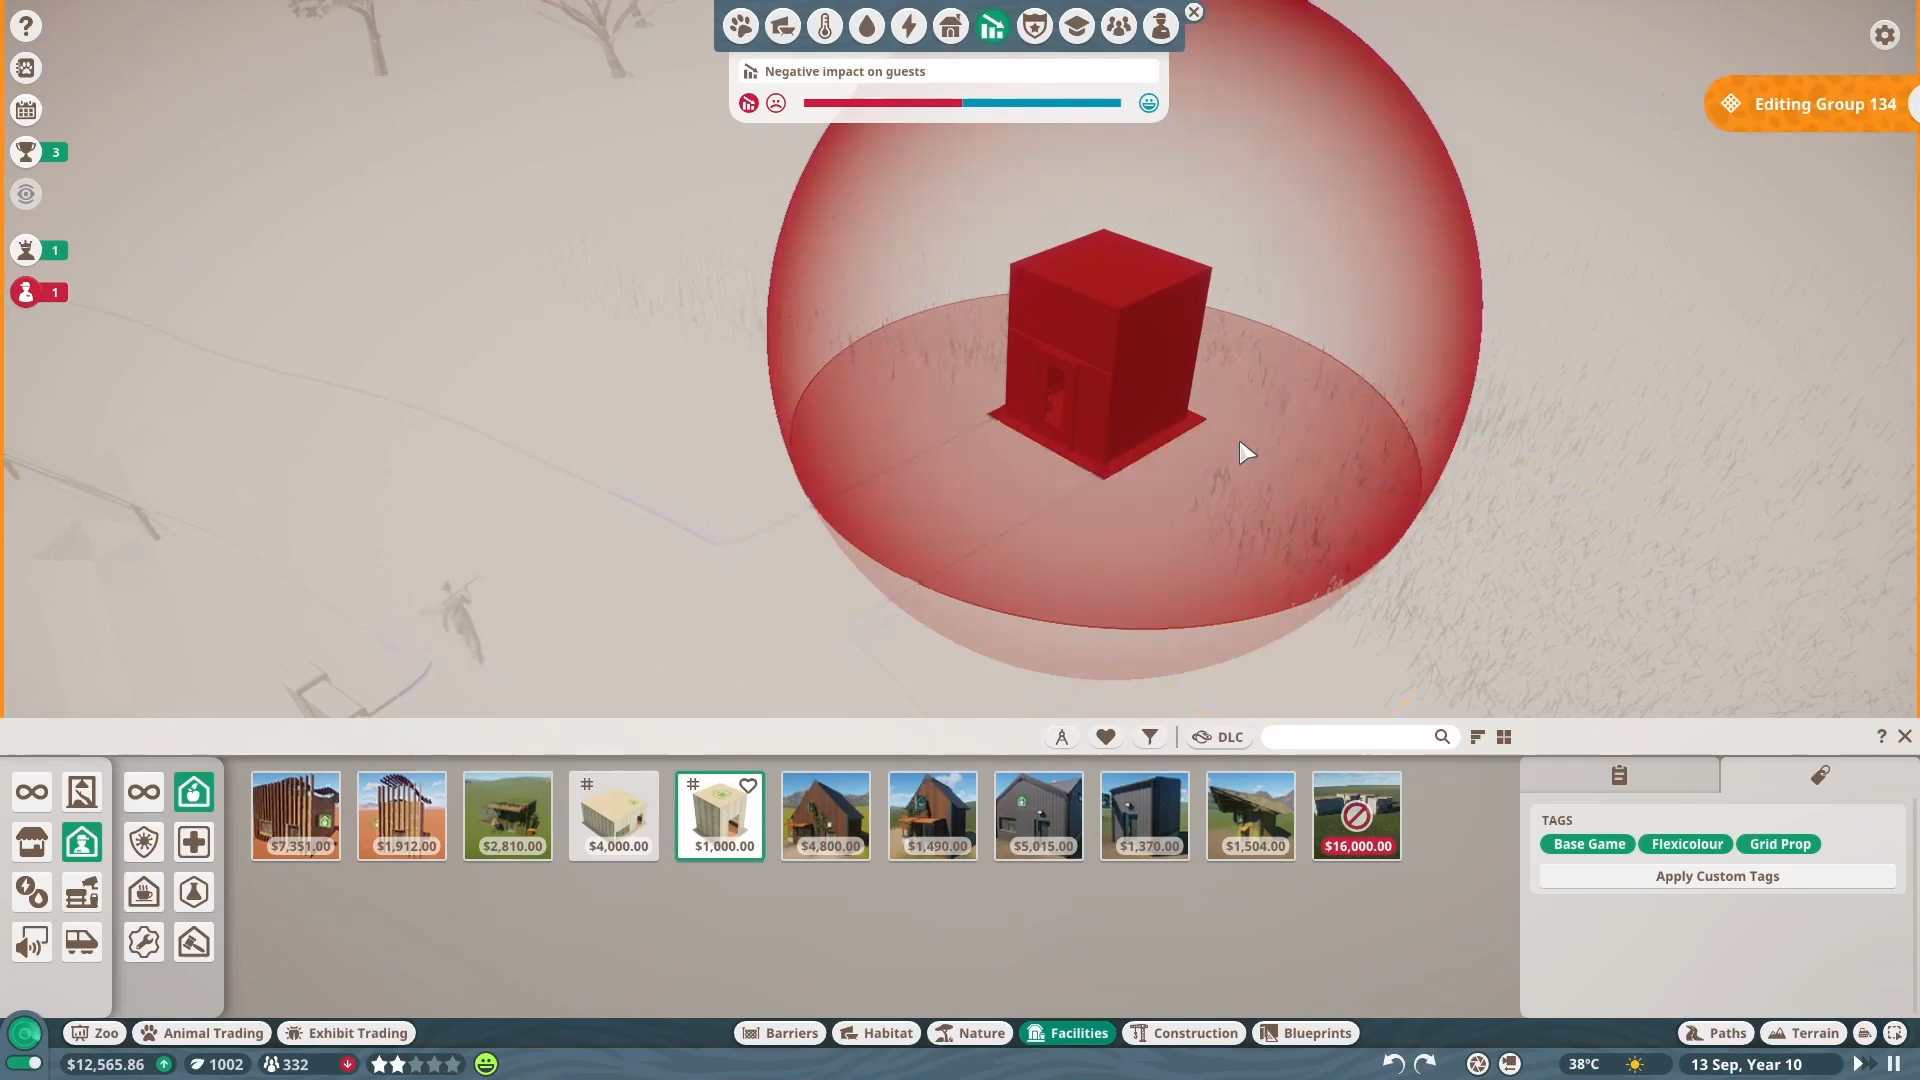 Negative impact on guests
Editing Group 134
3
1
1
DLC
$7,351.00
$1,912.00
$2,810.00
$4,000.00
$1,000.00
$4,800.00
$1,490.00
$5,015.00
$1,370.00
$1,504.00
$16,000.00
TAGS
Base Game Flexicolour Grid Prop
Apply Custom Tags
Zoo Animal Trading Exhibit Trading Barriers Habitat Nature Facilities Construction Blueprints Paths Terrain
$12,565.86 1002 332 38°C 13 Sep, Year 10